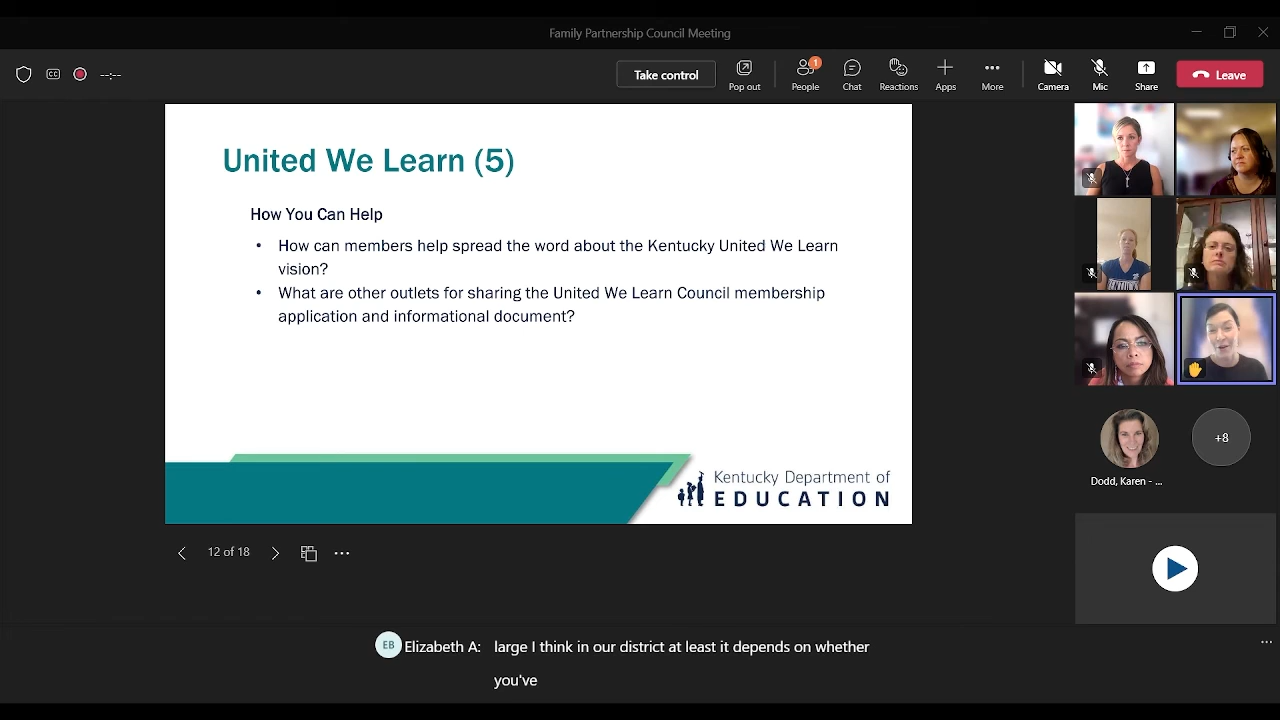 Family Partnership Council Meeting
CC
--:--
Take control
Pop out
1
People
Chat
Reactions
Apps
More
Camera
Mic
Share
Leave
United We Learn (5)
How You Can Help
• How can members help spread the word about the Kentucky United We Learn
vision?
• What are other outlets for sharing the United We Learn Council membership
application and informational document?
Kentucky Department of
EDUCATION
+8
Dodd, Karen - ...
12 of 18
EB
Elizabeth A: large I think in our district at least it depends on whether
you've